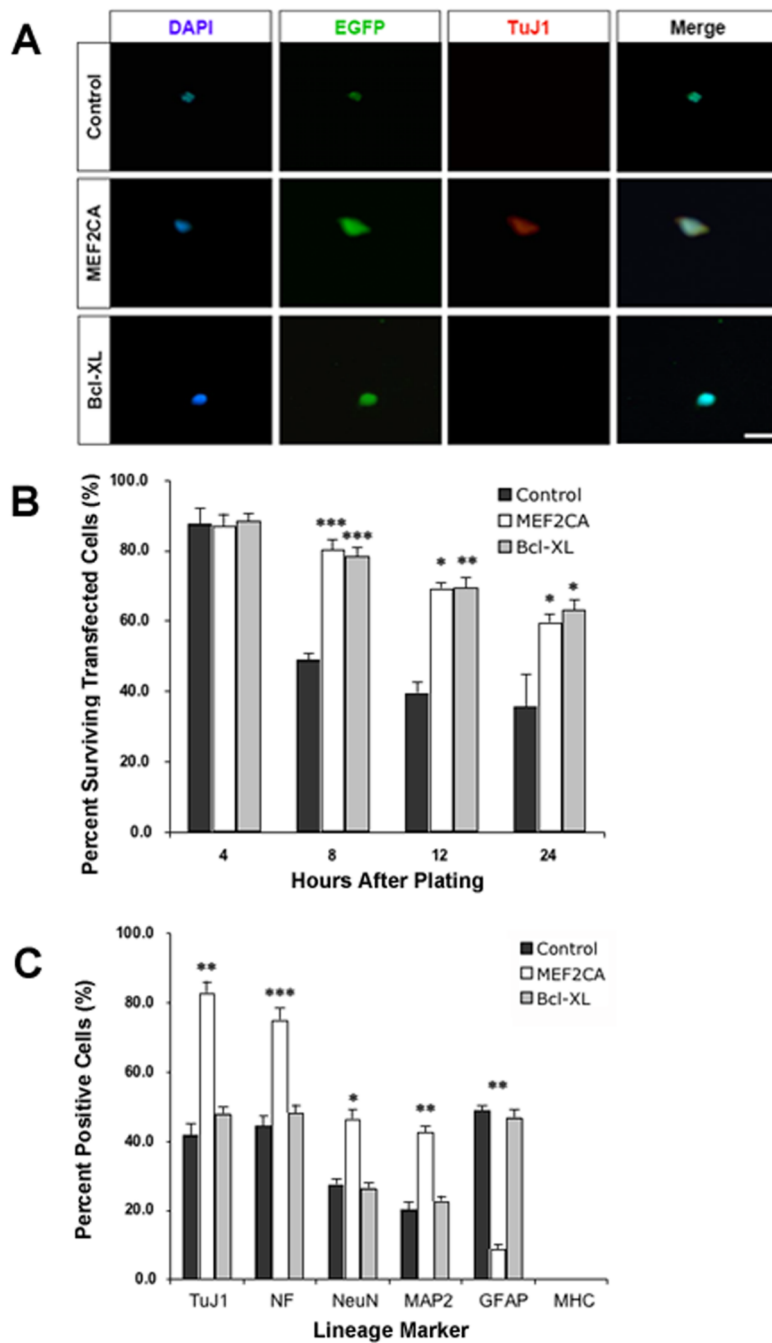 A
DAPI EGFP TuJ1 Merge
Control
MEF2CA
Bcl-XL
B
Percent Surviving Transfected Cells (%)
100.0
80.0
60.0
40.0
20.0
0.0
*** *** * ** * *
Control
MEF2CA
Bcl-XL
4 8 12 24
Hours After Plating
C
Percent Positive Cells (%)
100.0
80.0
60.0
40.0
20.0
0.0
** *** * ** **
Control
MEF2CA
Bcl-XL
TuJ1 NF NeuN MAP2 GFAP MHC
Lineage Marker